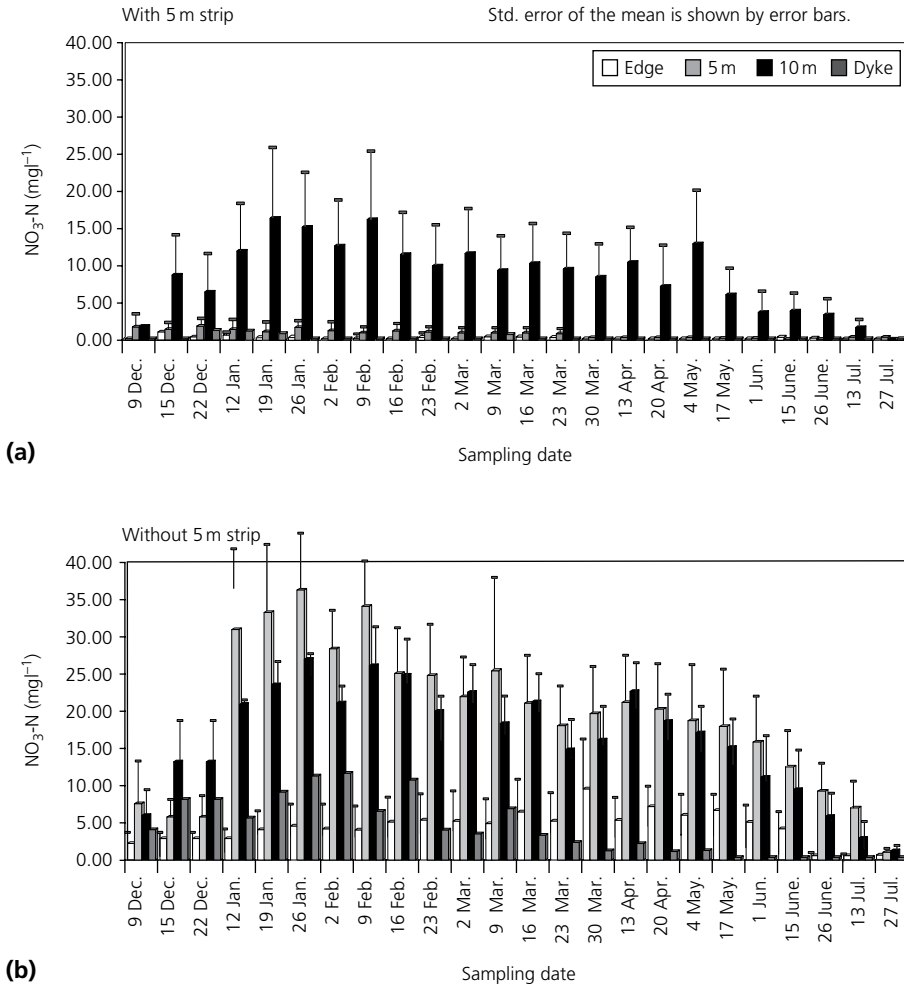 With 5 m strip
Std. error of the mean is shown by error bars.
40.00
35.00
30.00
25.00
20.00
15.00
10.00
5.00
0.00
NO₃-N (mgl⁻¹)
Edge 5 m 10 m Dyke
9 Dec.
15 Dec.
22 Dec.
12 Jan.
19 Jan.
26 Jan.
2 Feb.
9 Feb.
16 Feb.
23 Feb.
2 Mar.
9 Mar.
16 Mar.
23 Mar.
30 Mar.
13 Apr.
20 Apr.
4 May.
17 May.
1 Jun.
15 June.
26 June.
13 Jul.
27 Jul.
(a)
Sampling date
Without 5 m strip
40.00
35.00
30.00
25.00
20.00
15.00
10.00
5.00
0.00
NO₃-N (mgl⁻¹)
9 Dec.
15 Dec.
22 Dec.
12 Jan.
19 Jan.
26 Jan.
2 Feb.
9 Feb.
16 Feb.
23 Feb.
2 Mar.
9 Mar.
16 Mar.
23 Mar.
30 Mar.
13 Apr.
20 Apr.
4 May.
17 May.
1 Jun.
15 June.
26 June.
13 Jul.
27 Jul.
(b)
Sampling date